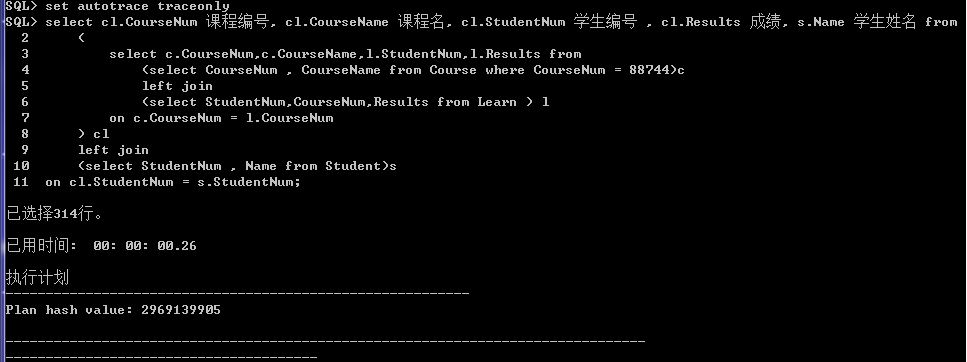 SQL> set autotrace traceonly
SQL> select cl.CourseNum 课程编号, cl.CourseName 课程名, cl.StudentNum 学生编号 , cl.Results 成绩, s.Name 学生姓名 from
2 (
3 select c.CourseNum,c.CourseName,l.StudentNum,l.Results from
4 (select CourseNum , CourseName from Course where CourseNum = 88744)c
5 left join
6 (select StudentNum,CourseNum,Results from Learn ) l
7 on c.CourseNum = l.CourseNum
8 ) cl
9 left join
10 (select StudentNum , Name from Student)s
11 on cl.StudentNum = s.StudentNum;
已选择314行。
已用时间: 00: 00: 00.26
执行计划
----------------------------------------------------------
Plan hash value: 2969139905
--------------------------------------------------------------------------------
---------------------------------------